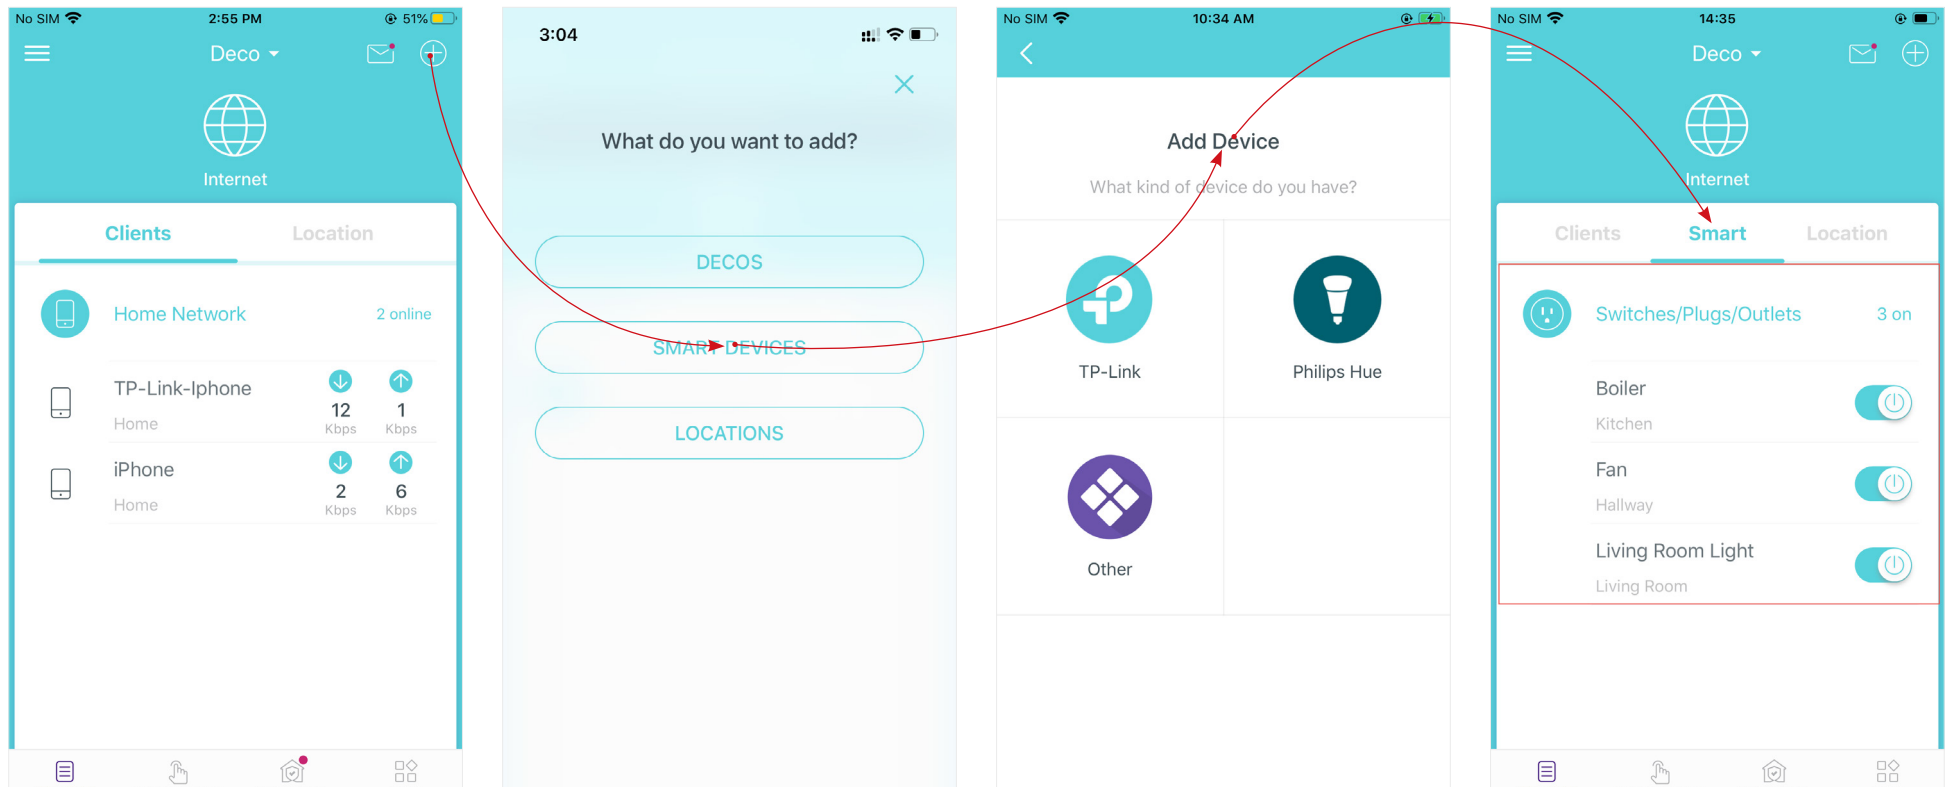 No SIM 2:55 PM 51%
Deco
Internet
Clients Location
Home Network 2 online
TP-Link-Iphone
Home
12 1
Kbps Kbps
iPhone
Home
2 6
Kbps Kbps
3:04
What do you want to add?
DECOS
SMART DEVICES
LOCATIONS
No SIM 10:34 AM
Add Device
What kind of device do you have?
TP-Link Philips Hue
Other
No SIM 14:35
Deco
Internet
Clients Smart Location
Switches/Plugs/Outlets 3 on
Boiler
Kitchen
Fan
Hallway
Living Room Light
Living Room